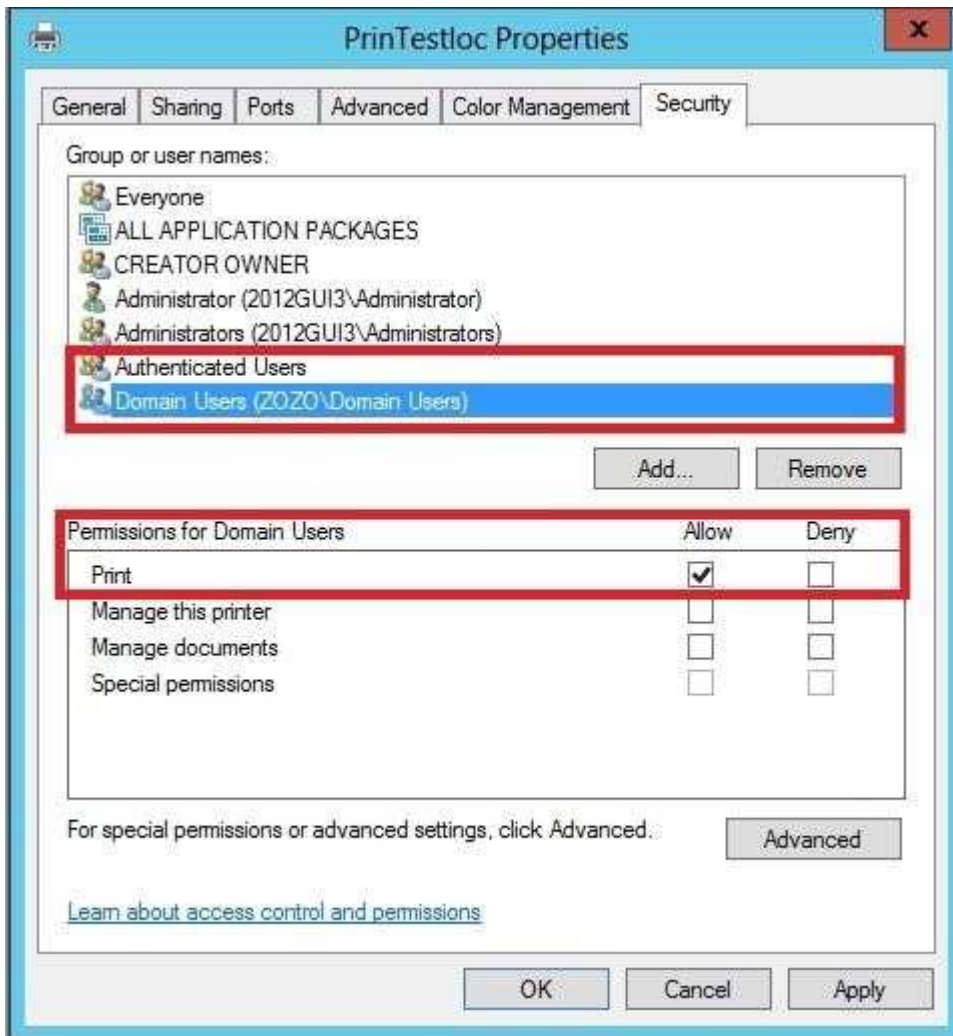 PrinTestloc Properties
x
General Sharing Ports Advanced Color Management Security
Group or user names:
Everyone
ALL APPLICATION PACKAGES
CREATOR OWNER
Administrator (2012GUI3\Administrator)
Administrators (2012GUI3\Administrators)
Authenticated Users
Domain Users (ZOZO\Domain Users)
Add... Remove
Permissions for Domain Users Allow Deny
Print
Manage this printer
Manage documents
Special permissions
For special permissions or advanced settings, click Advanced. Advanced
Learn about access control and permissions
OK Cancel Apply